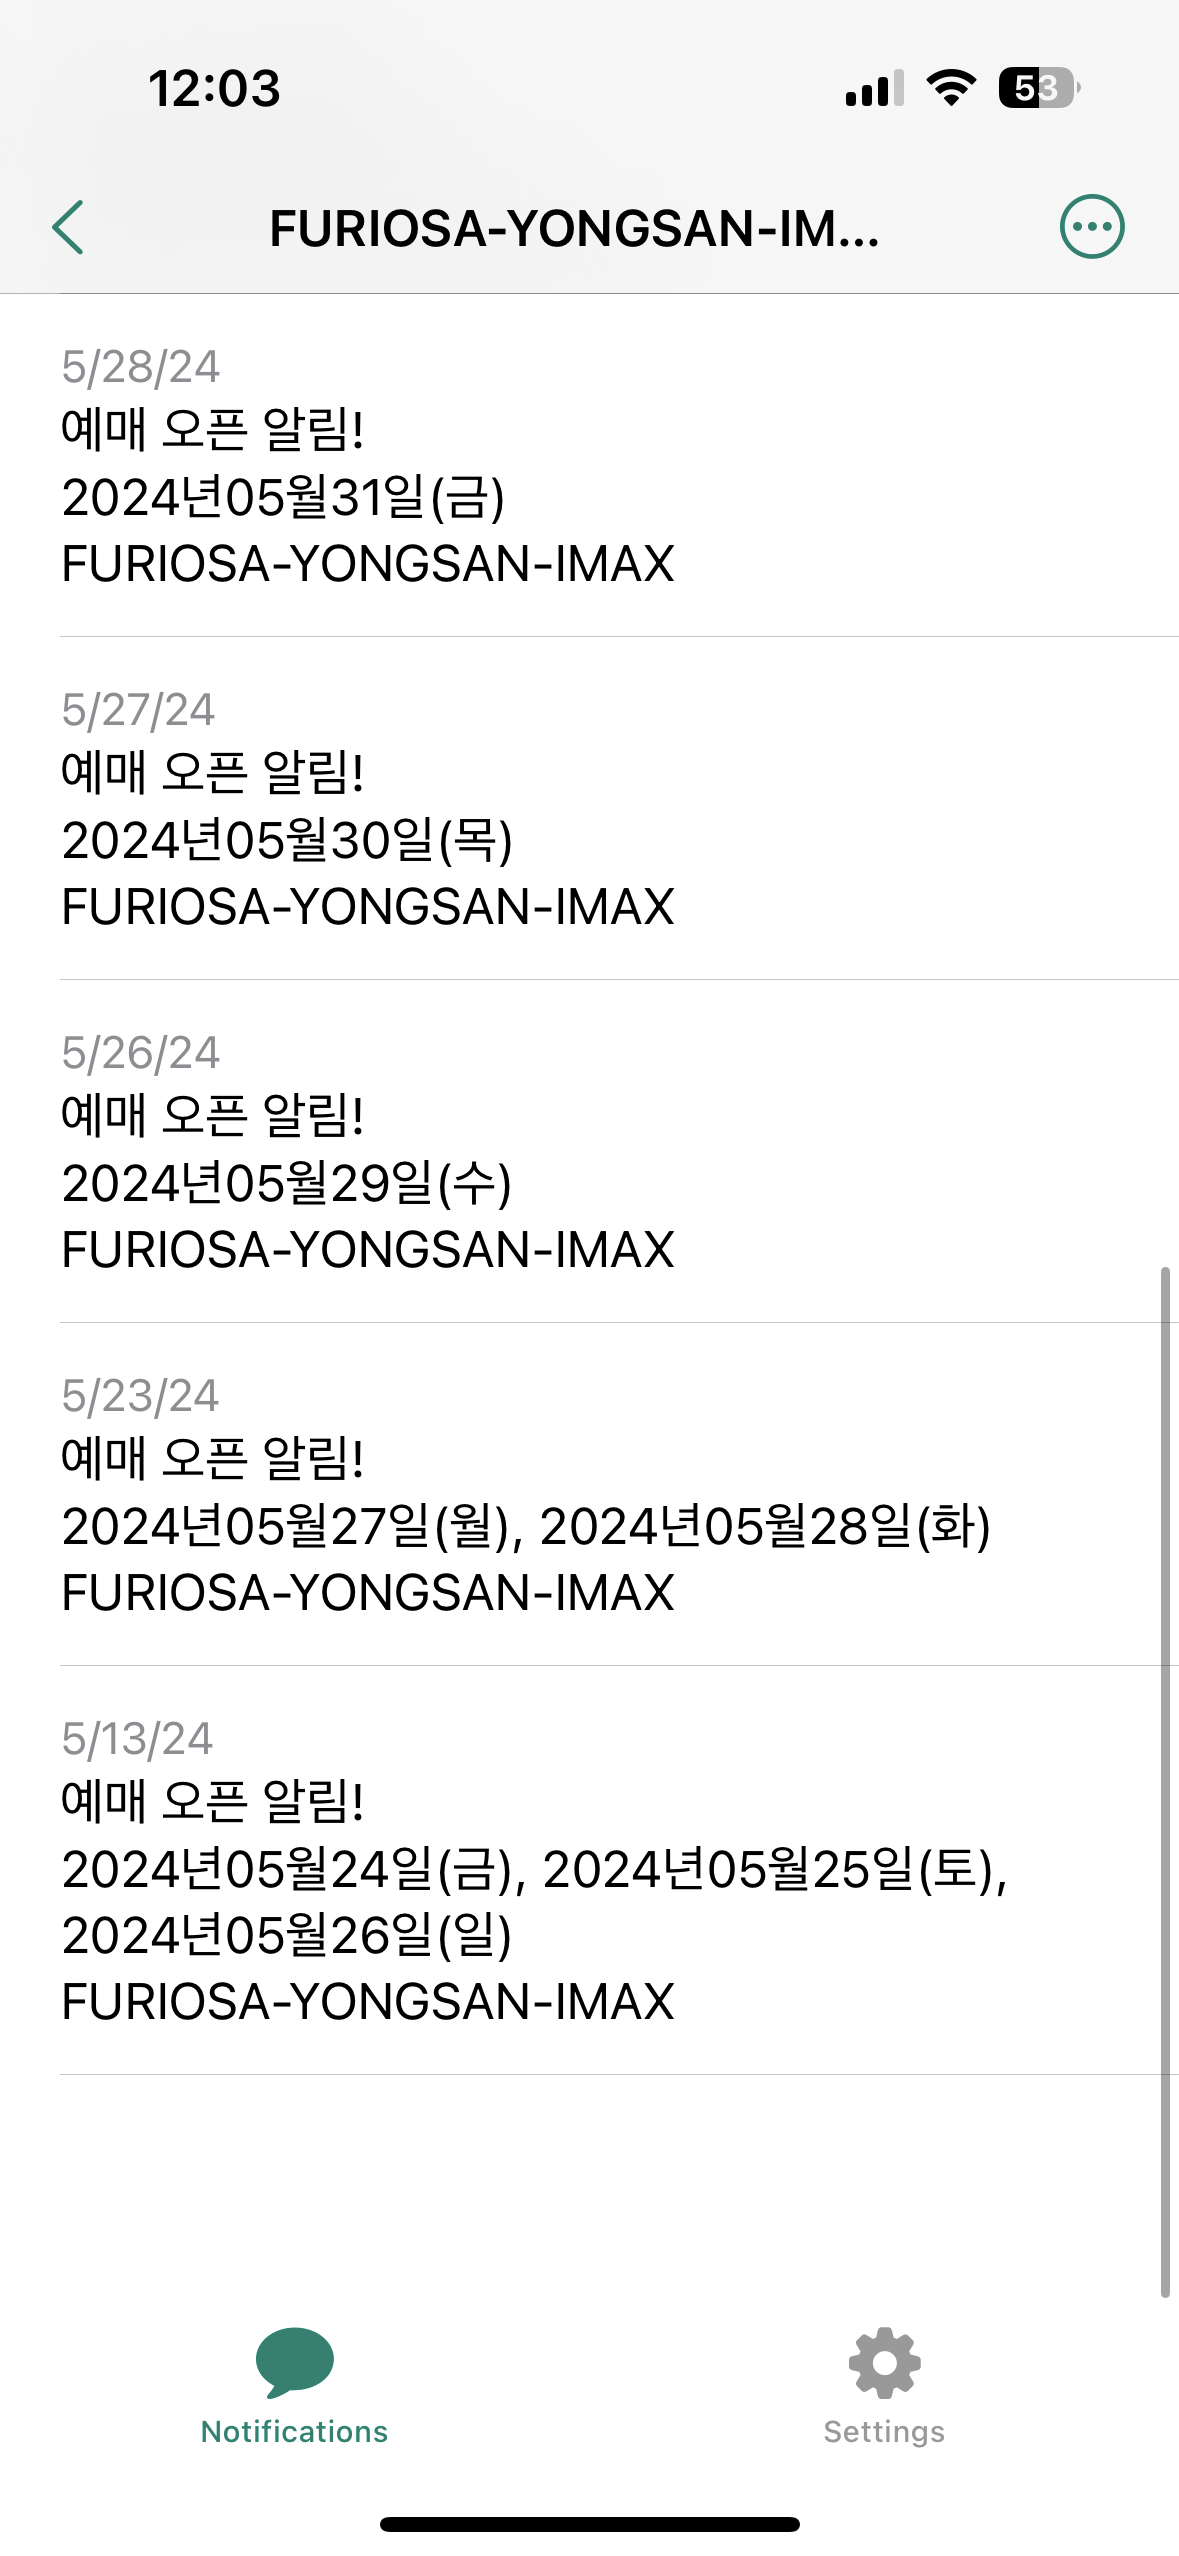 12:03
53
FURIOSA-YONGSAN-IM...
5/28/24
예매 오픈 알림!
2024년05월31일(금)
FURIOSA-YONGSAN-IMAX
5/27/24
예매 오픈 알림!
2024년05월30일(목)
FURIOSA-YONGSAN-IMAX
5/26/24
예매 오픈 알림!
2024년05월29일(수)
FURIOSA-YONGSAN-IMAX
5/23/24
예매 오픈 알림!
2024년05월27일(월), 2024년05월28일(화)
FURIOSA-YONGSAN-IMAX
5/13/24
예매 오픈 알림!
2024년05월24일(금), 2024년05월25일(토),
2024년05월26일(일)
FURIOSA-YONGSAN-IMAX
Notifications
Settings